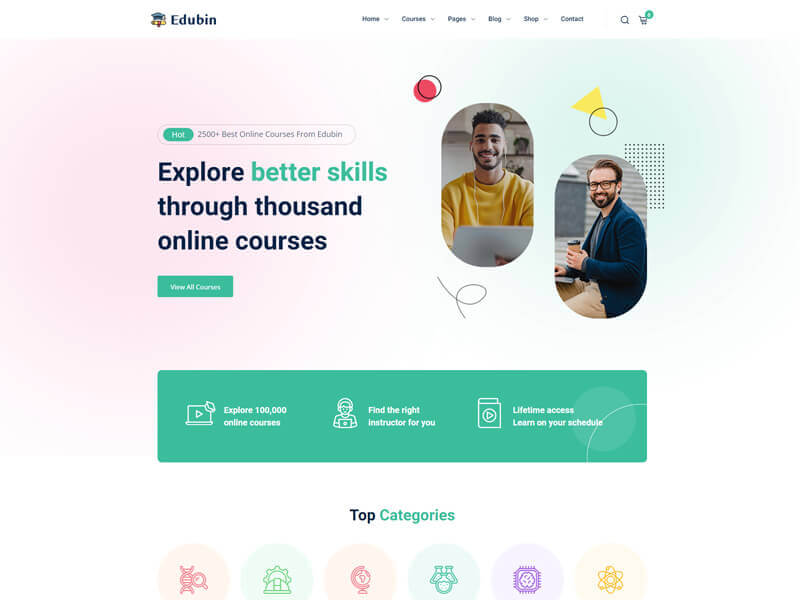 Edubin
Home Courses Pages Blog Shop Contact
0
Hot 2500+ Best Online Courses From Edubin
Explore better skills
through thousand
online courses
View All Courses
Explore 100,000
online courses
Find the right
instructor for you
Lifetime access
Learn on your schedule
Top Categories